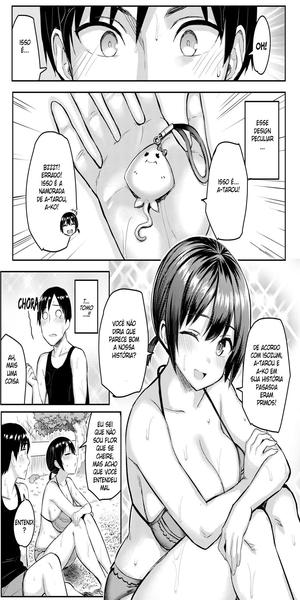 OH!
ISSO
É...
ESSE
DESIGN
PECULIAR
...
ISSO
É...
A-TAROU!
BZZZT!
ERRADO!
ISSO É A
NAMORADA
DE A-TAROU,
A-KO!
T...
TOMO
!!
CHORA
AH,
MAIS
UMA
COISA
VOCÊ NÃO
DIRIA QUE
PARECE BOM
A NOSSA
HISTÓRIA?
DE ACORDO
COM ISOZUMI,
A-TAROU E
A-KO EM
SUA HISTÓRIA
PASSADA
ERAM
PRIMOS!
EU SEI
QUE NÃO
SOU FLOR
QUE SE
CHEIRE,
MAS ACHO
QUE VOCÊ
ENTENDEU
MAL
ENTENDI
?